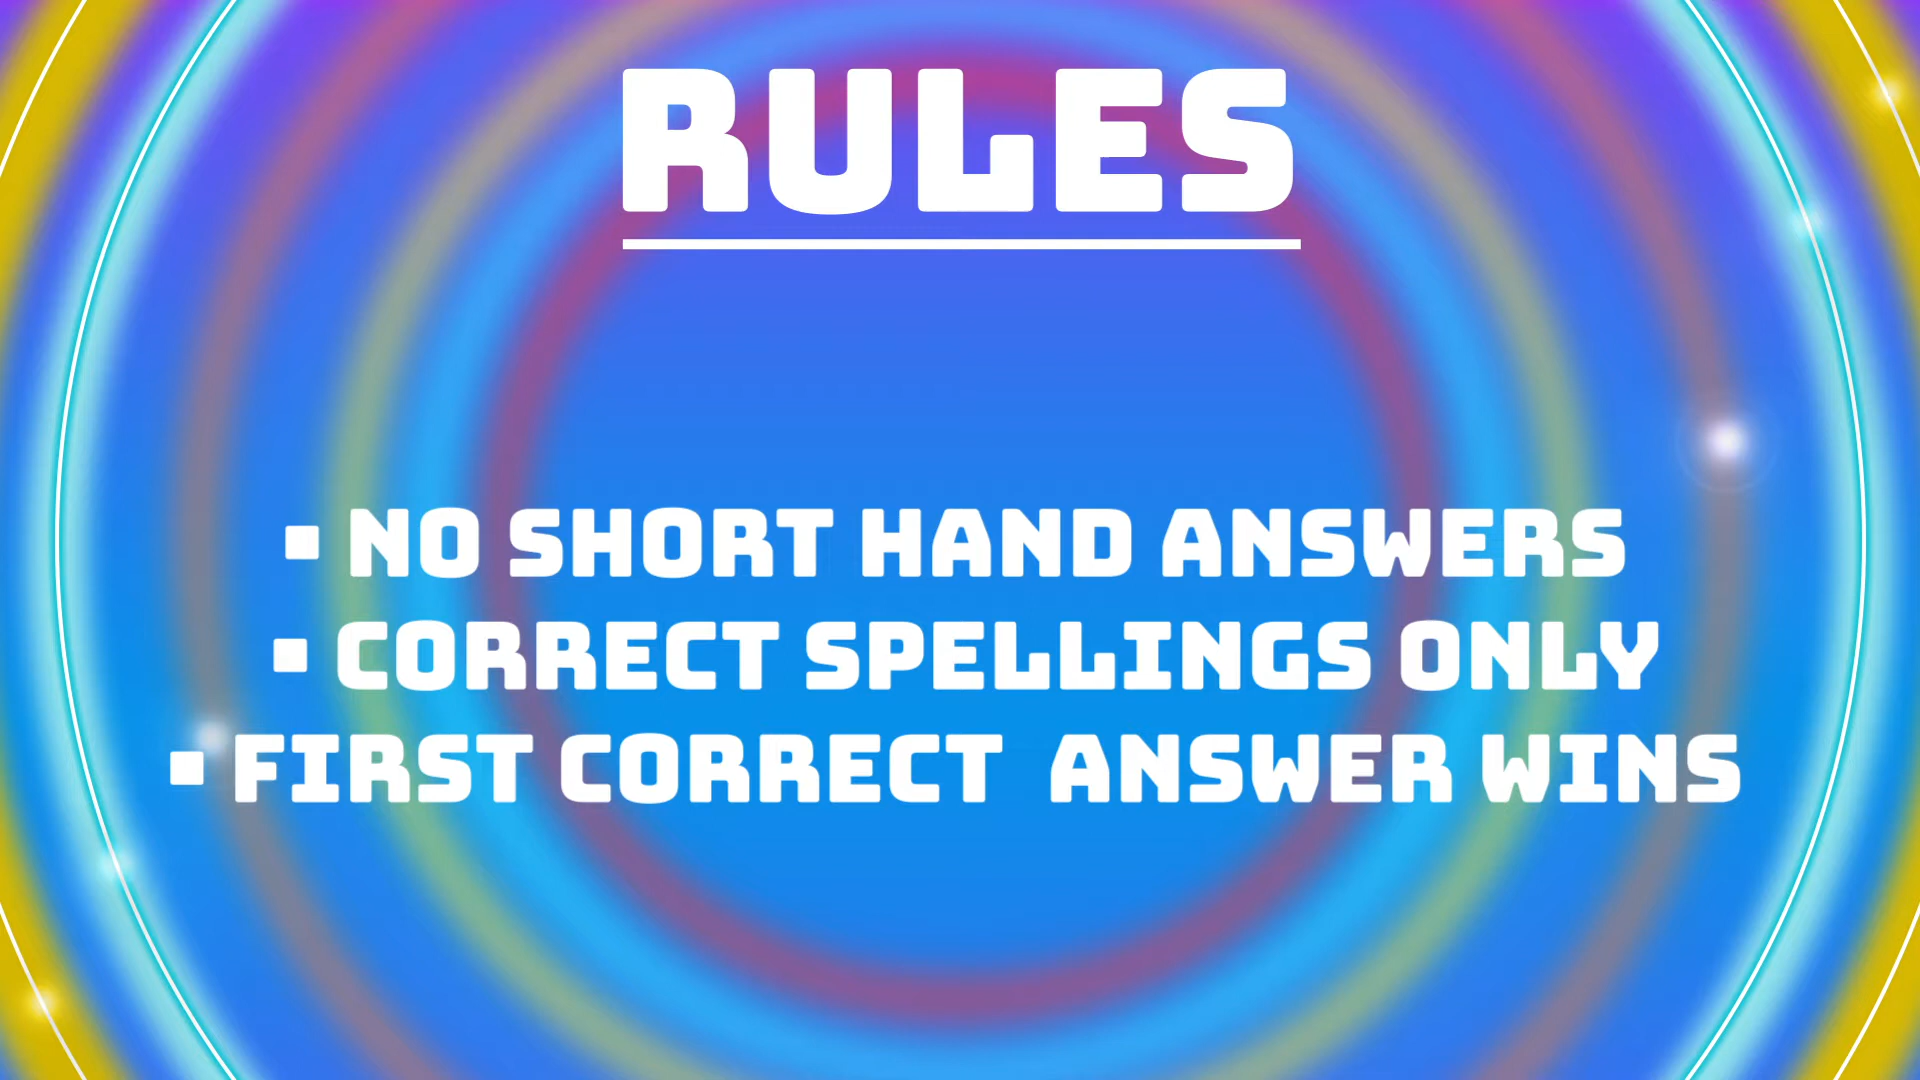 RULES
▪ NO SHORT HAND ANSWERS
▪ CORRECT SPELLINGS ONLY
▪ FIRST CORRECT  ANSWER WINS